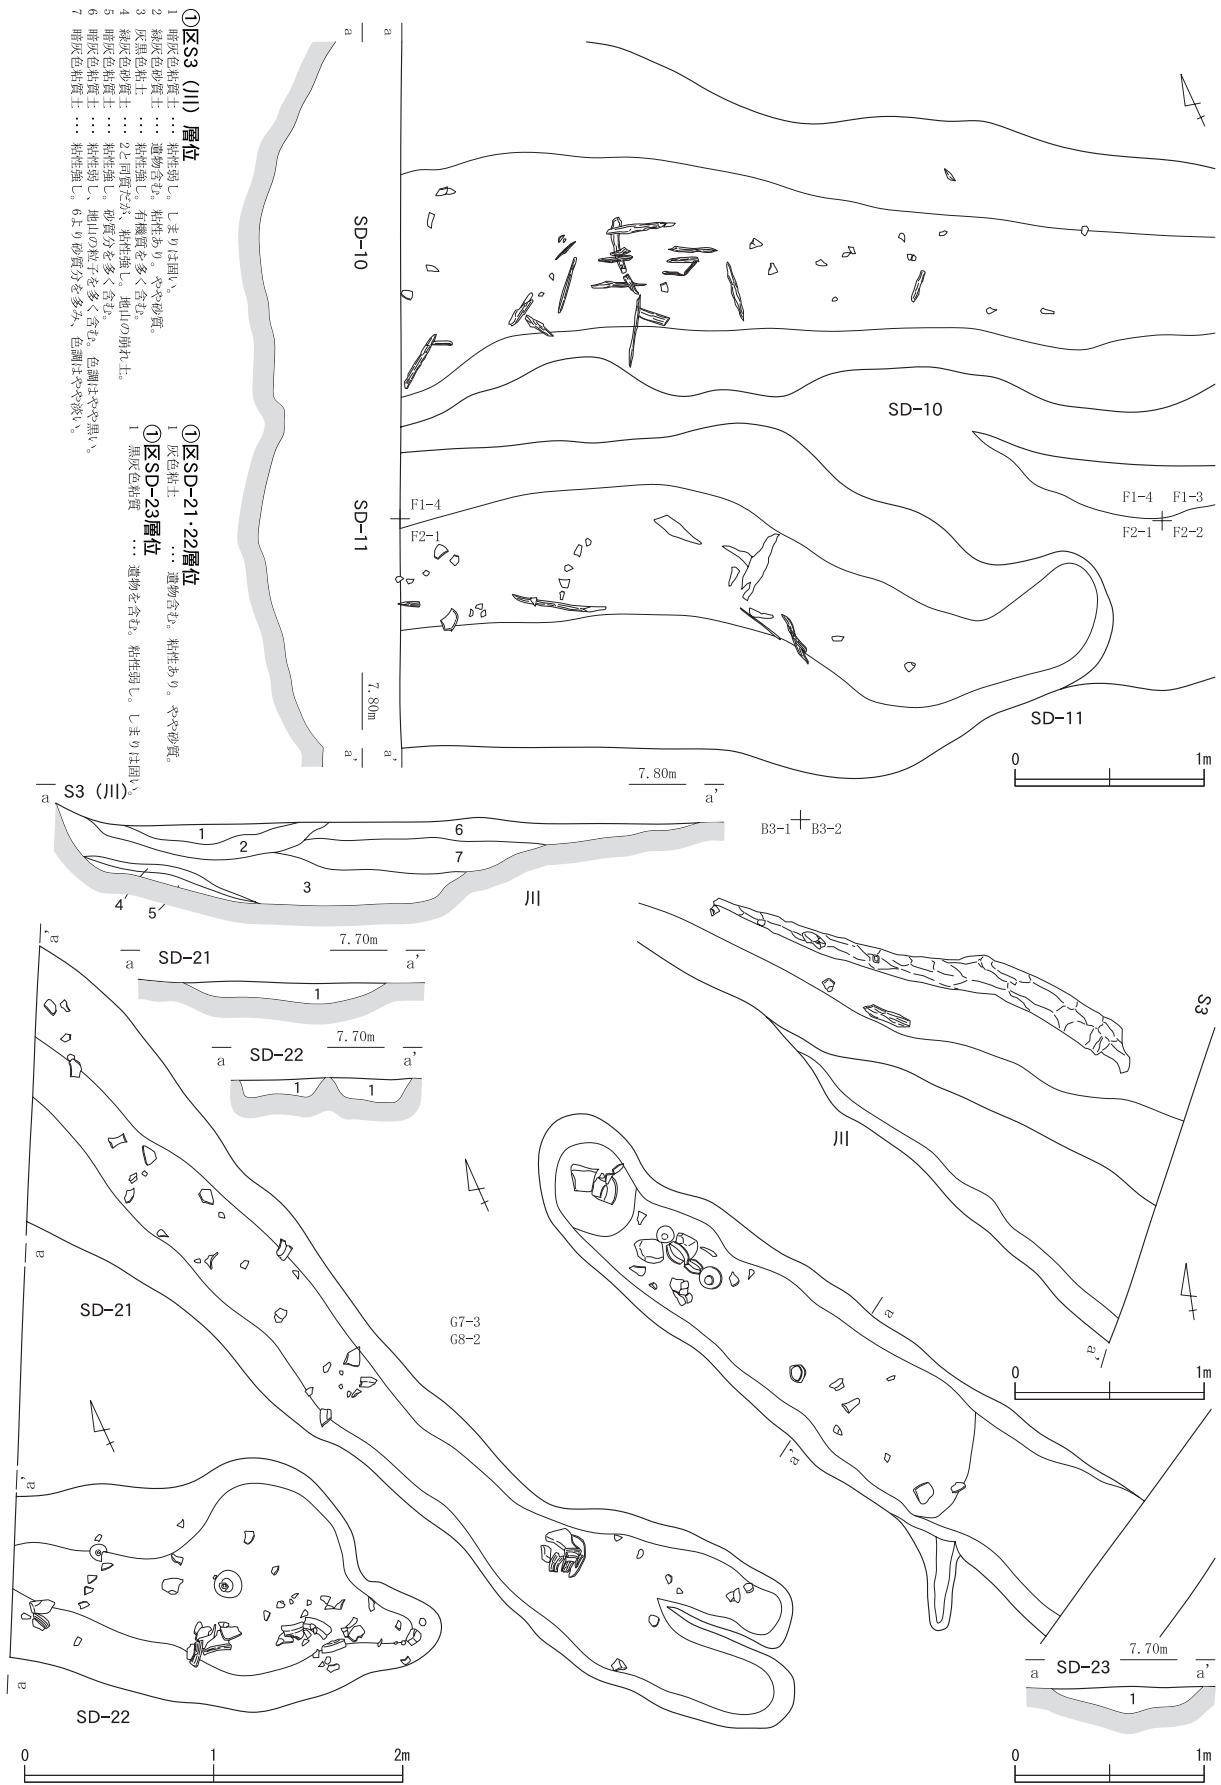 ①区S3（川）層位
1 暗灰色粘質土 … 粘性弱し。しまりは固い。
2 緑灰色砂質土 … 遺物含む。粘性あり。やや砂質。
3 灰黒色粘土 … 粘性強し。有機質を多く含む。
4 緑灰色砂質土 … 2と同質だが、粘性強し。地山の崩れ土。
5 暗灰色粘質土 … 粘性強し。砂質分を多く含む。
6 暗灰色粘質土 … 粘性弱し、地山の粒子を多く含む。色調はやや黒い。
7 暗灰色粘質土 … 粘性強し。6より砂質分を多み、色調はやや淡い。
①区SD-21・22層位
1 灰色粘土 … 遺物含む。粘性あり。やや砂質。
①区SD-23層位
1 黒灰色粘質 … 遺物を含む。粘性弱し。しまりは固い。
a a
SD-10
SD-11
7.80m
a' a'
SD-10
F1-4
F2-1
F1-4 F1-3
F2-1 F2-2
SD-11
0 1m
a S3（川）
7.80m
a'
1
2
3
4
5
6
7
B3-1 B3-2
川
S3
川
a'
0 1m
a SD-21 7.70m a'
1
a SD-22 7.70m a'
1 1
a'
a
SD-21
G7-3
G8-2
a
a'
a'
a
SD-22
0 1 2m
a SD-23 7.70m a'
1
0 1m